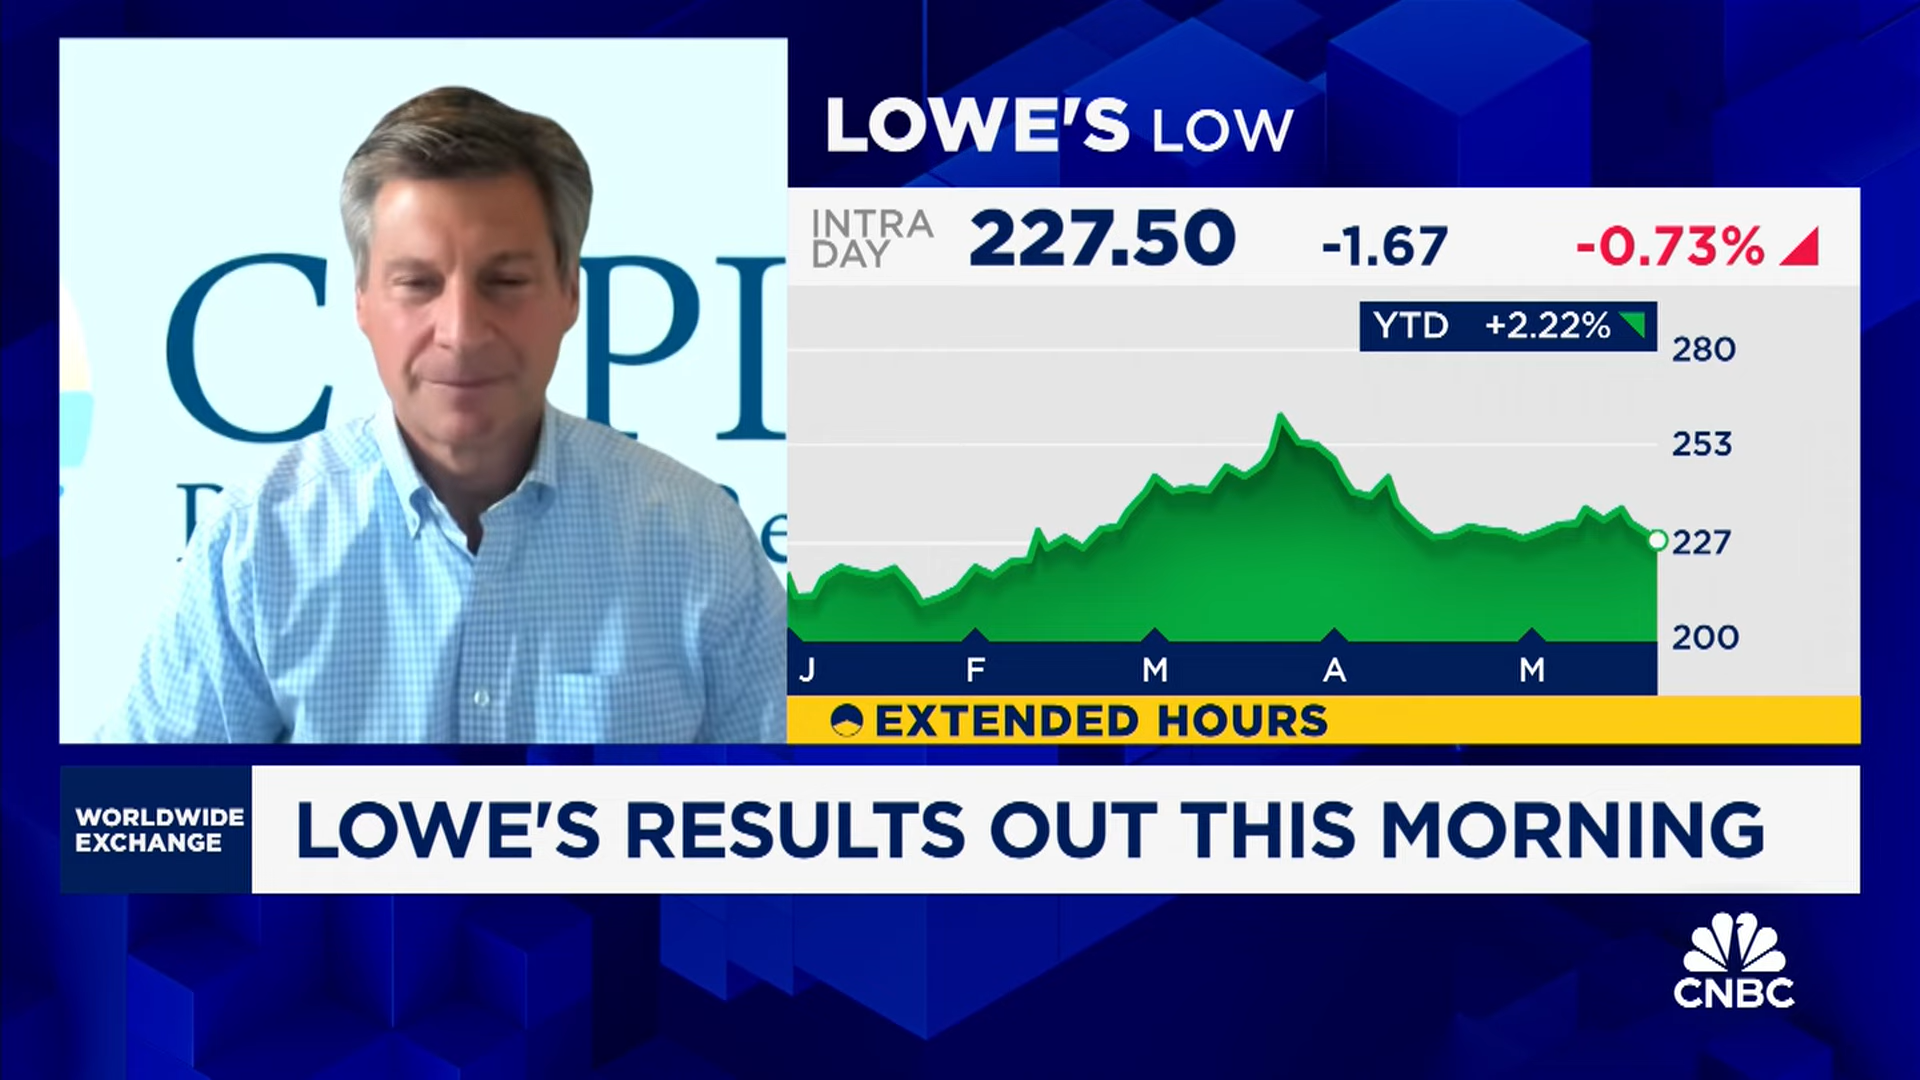 LOWE'S LOW
INTRA
DAY
227.50
-1.67
-0.73%
YTD +2.22%
280
253
227
200
J F M A M
EXTENDED HOURS
WORLDWIDE
EXCHANGE
LOWE'S RESULTS OUT THIS MORNING
CNBC